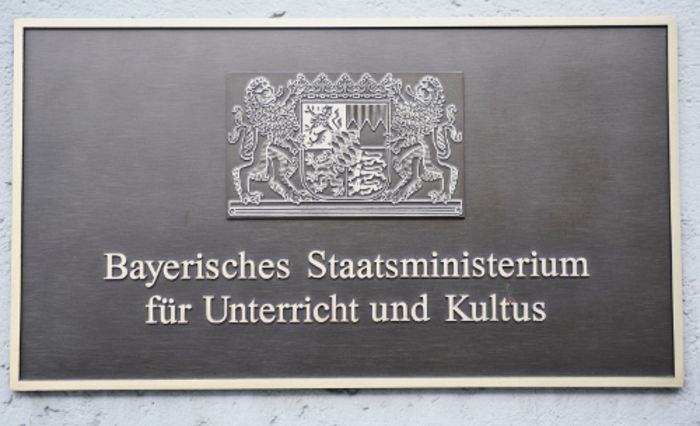 Bayerisches Staatsministerium
für Unterricht und Kultus